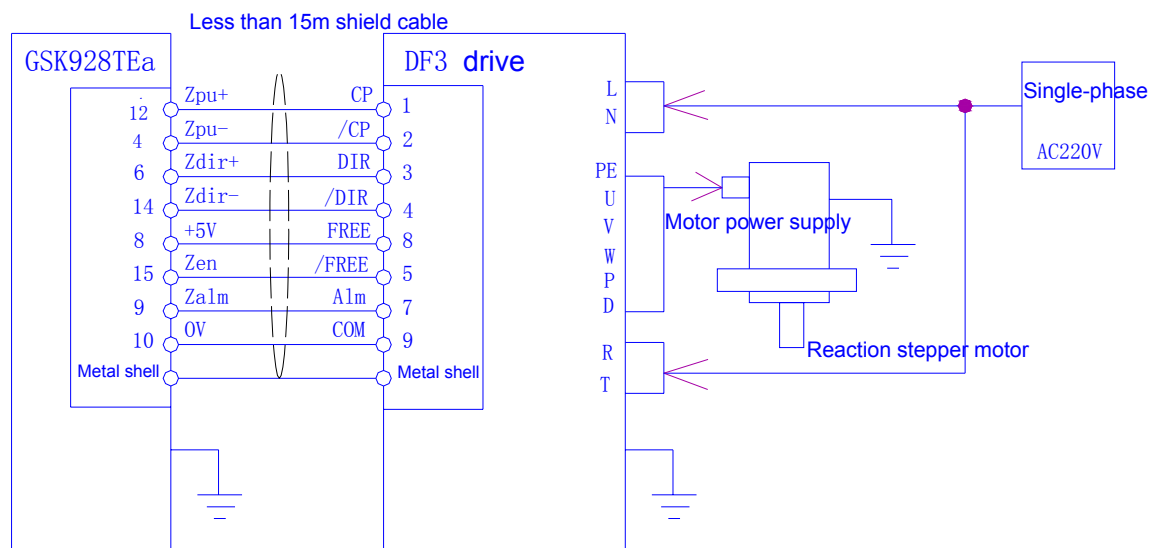 Less than 15m shield cable
GSK928TEa
DF3 drive
12 Zpu+ CP 1
4 Zpu- /CP 2
6 Zdir+ DIR 3
14 Zdir- /DIR 4
8 +5V FREE 8
15 Zen /FREE 5
9 Zalm Alm 7
10 0V COM 9
Metal shell Metal shell
L
N
PE
U
V
W
P
D
R
T
Single-phase
AC220V
Motor power supply
Reaction stepper motor